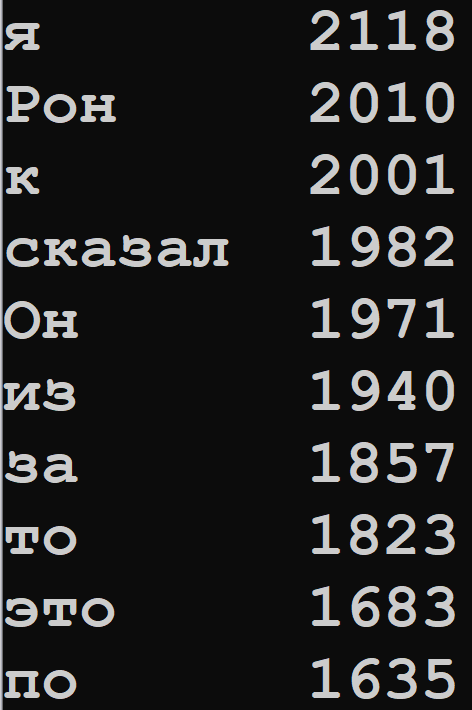 я 2118
Рон 2010
к 2001
сказал 1982
Он 1971
из 1940
за 1857
то 1823
это 1683
по 1635